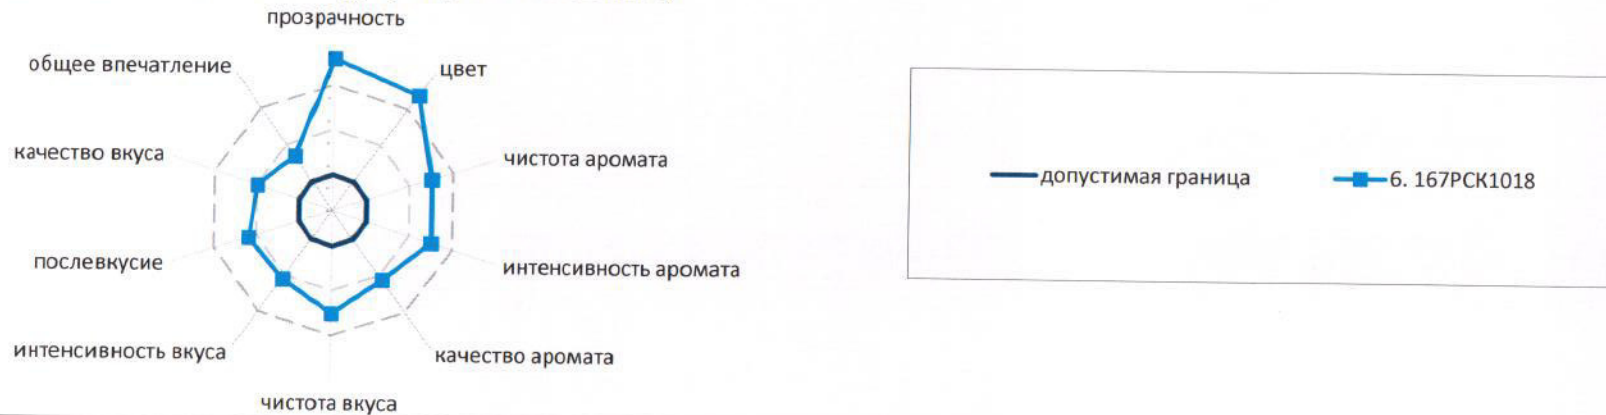 прозрачность
общее впечатление
цвет
качество вкуса
чистота аромата
послевкусие
интенсивность аромата
интенсивность вкуса
качество аромата
чистота вкуса
допустимая граница
6. 167РСК1018